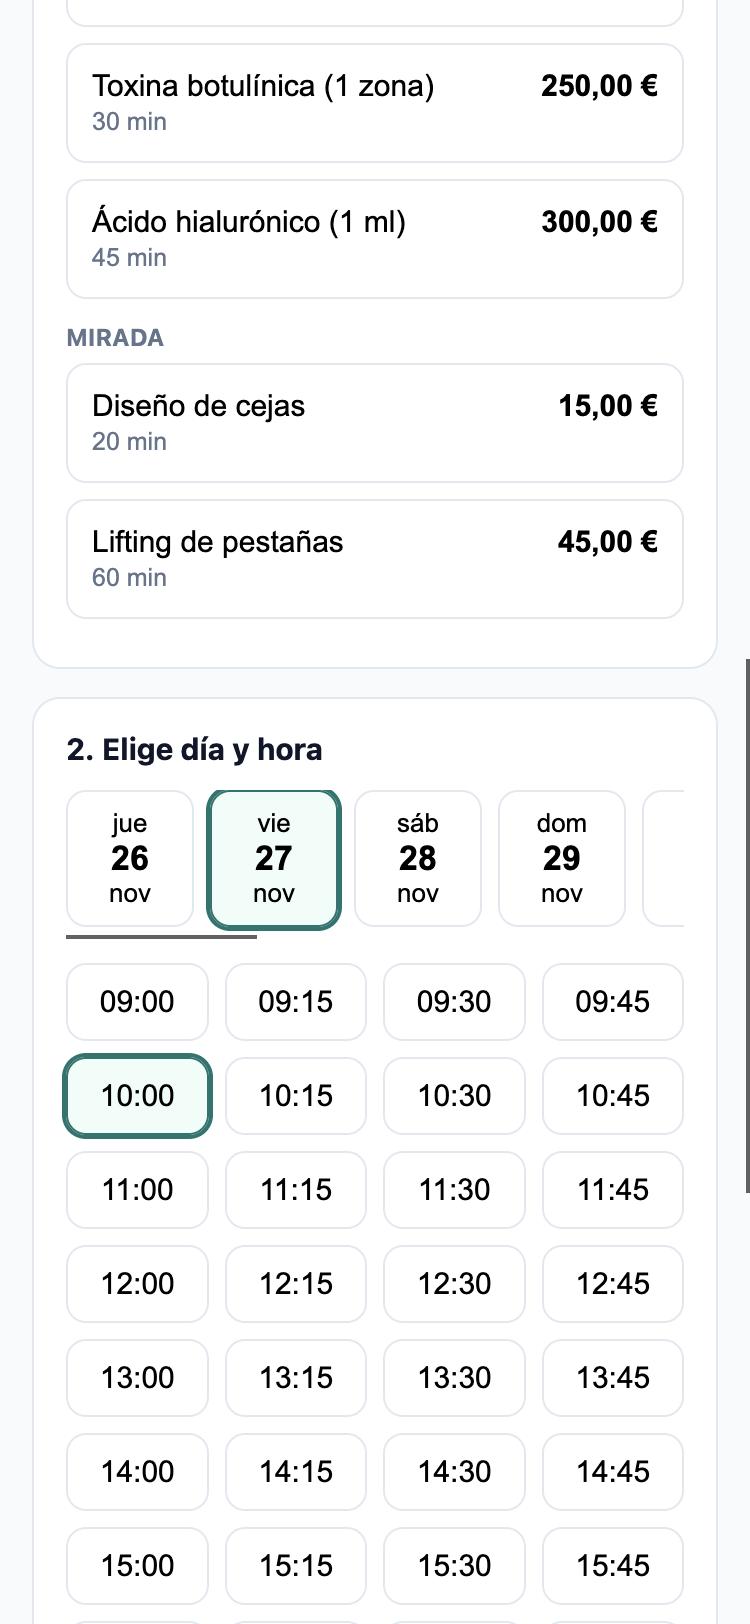 Toxina botulínica (1 zona) 250,00 €
30 min
Ácido hialurónico (1 ml) 300,00 €
45 min
MIRADA
Diseño de cejas 15,00 €
20 min
Lifting de pestañas 45,00 €
60 min
2. Elige día y hora
jue vie sáb dom
26 27 28 29
nov nov nov nov
09:00 09:15 09:30 09:45
10:00 10:15 10:30 10:45
11:00 11:15 11:30 11:45
12:00 12:15 12:30 12:45
13:00 13:15 13:30 13:45
14:00 14:15 14:30 14:45
15:00 15:15 15:30 15:45